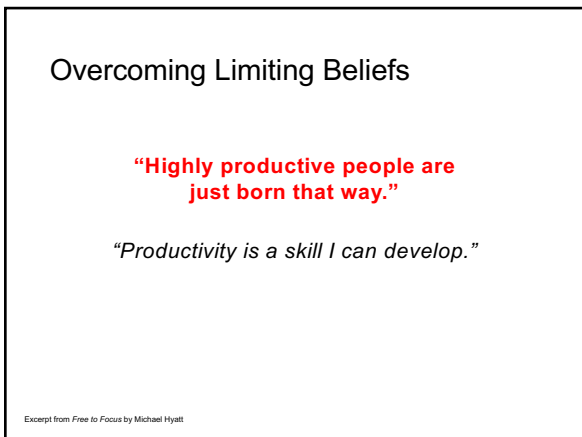 Overcoming Limiting Beliefs
“Highly productive people are
just born that way.”
“Productivity is a skill I can develop.”
Excerpt from Free to Focus by Michael Hyatt